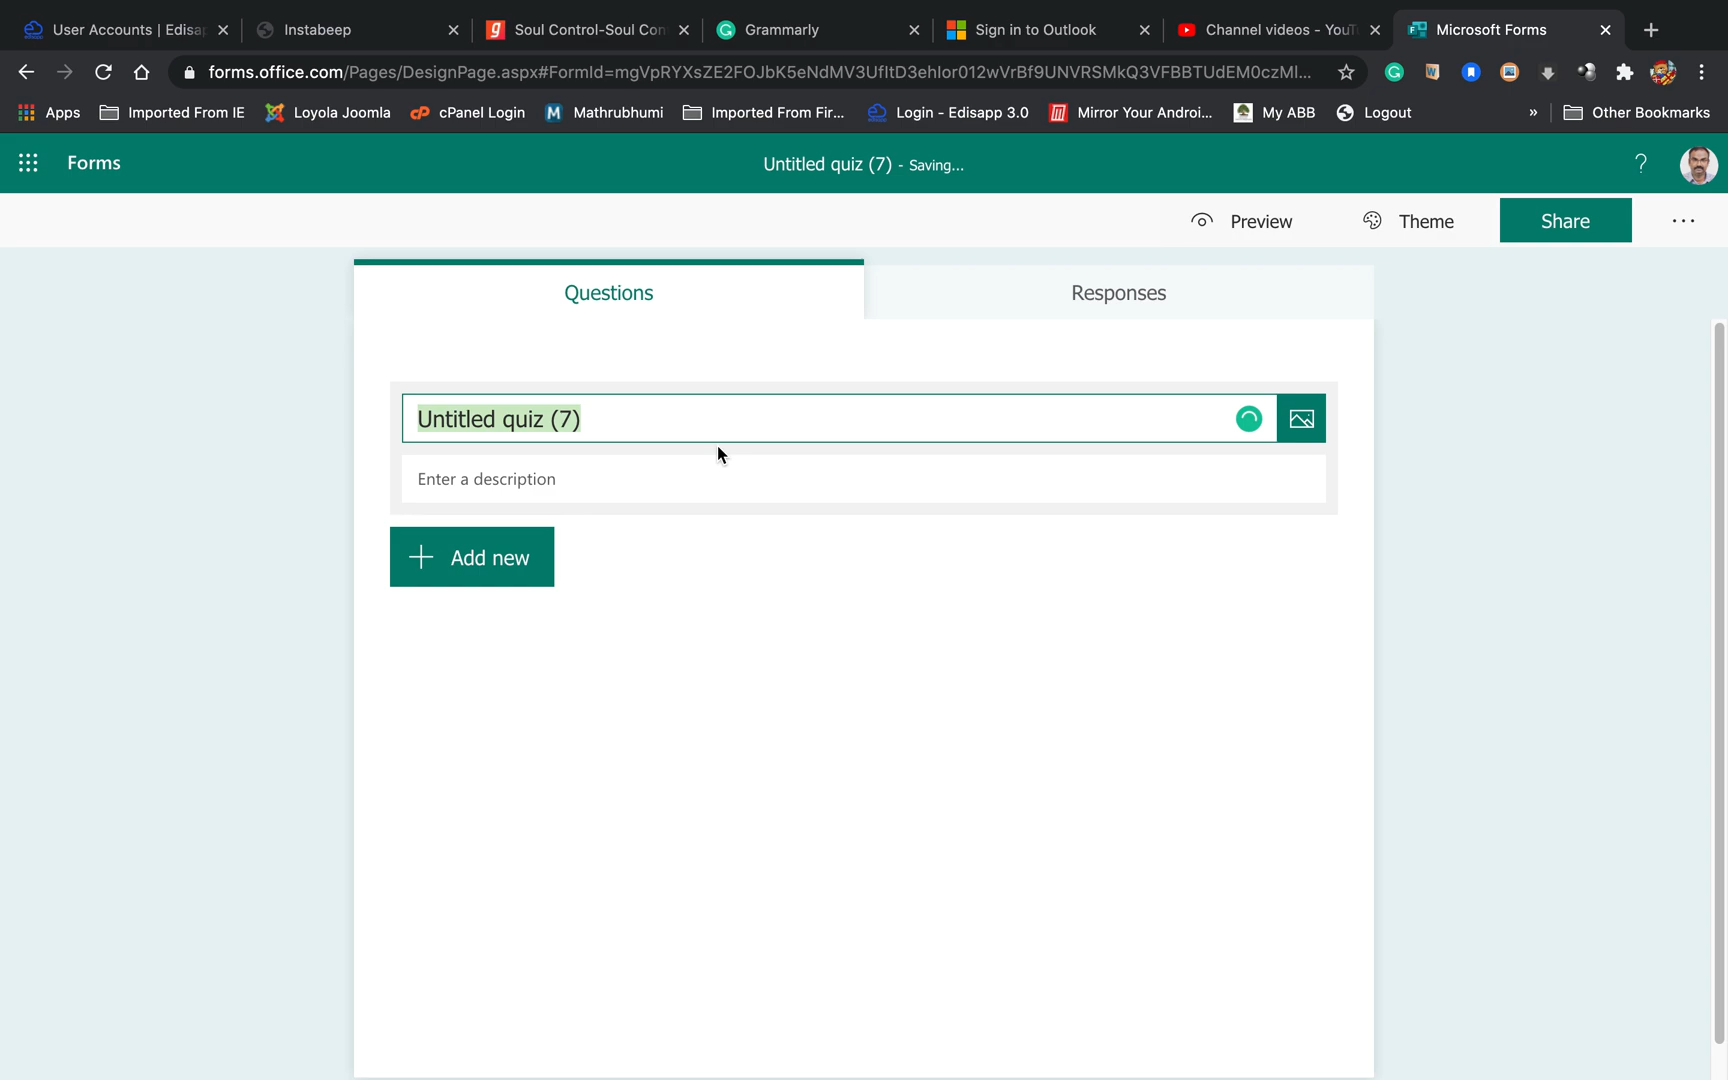 User Accounts | Edisap
Instabeep
Soul Control-Soul Con
Grammarly
Sign in to Outlook
Channel videos - YouTu
Microsoft Forms
forms.office.com/Pages/DesignPage.aspx#FormId=mgVpRYXsZE2FOJbK5eNdMV3UfItD3ehIor012wVrBf9UNVRSMkQ3VFBBTUdEM0czMl...
Apps
Imported From IE
Loyola Joomla
cPanel Login
Mathrubhumi
Imported From Fir...
Login - Edisapp 3.0
Mirror Your Androi...
My ABB
Logout
»
Other Bookmarks
Forms
Untitled quiz (7) - Saving...
?
Preview
Theme
Share
...
Questions
Responses
Untitled quiz (7)
Enter a description
Add new